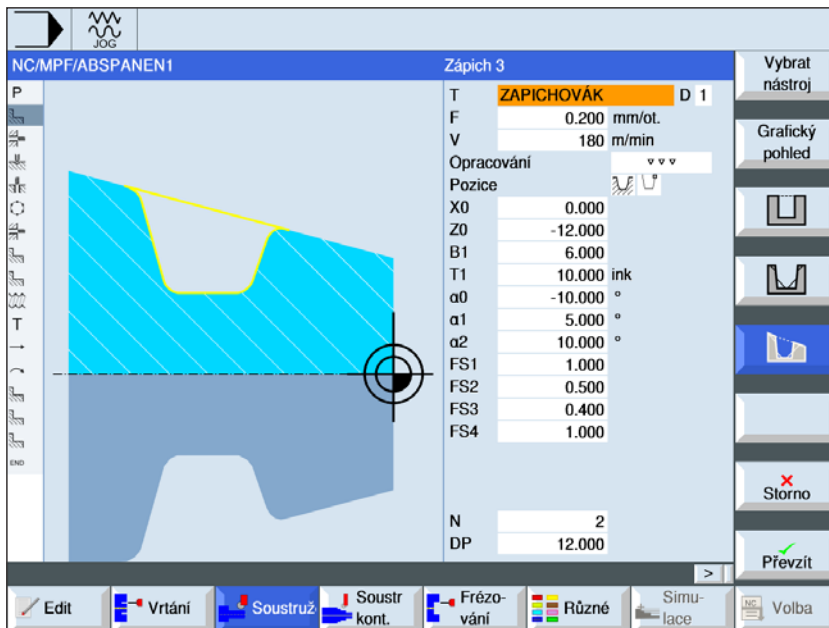 JOG
NC/MPF/ABSPANEN1
Zápich 3
P
T
END
T ZAPICHOVÁK D 1
F 0.200 mm/ot.
V 180 m/min
Opracování ▿▿▿
Pozice
X0 0.000
Z0 -12.000
B1 6.000
T1 10.000 ink
α0 -10.000 °
α1 5.000 °
α2 10.000 °
FS1 1.000
FS2 0.500
FS3 0.400
FS4 1.000
N 2
DP 12.000
>
Vybrat
nástroj
Grafický
pohled
Storno
Převzít
Edit
Vrtání
Soustruž
Soustr
kont.
Frézo-
vání
Různé
Simu-
lace
NC
Volba